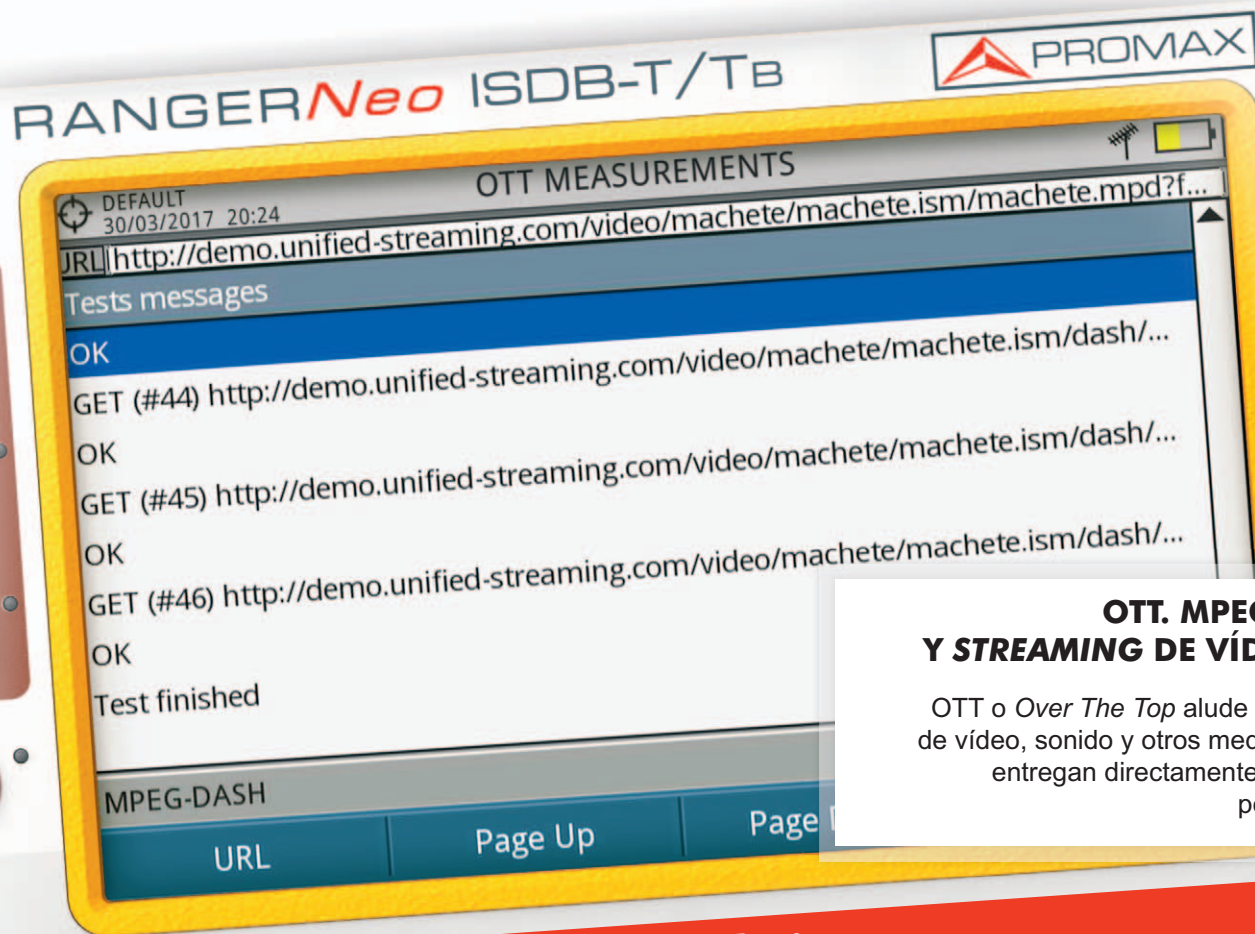 RANGERNeo ISDB-T/TB
PROMAX
DEFAULT
30/03/2017 20:24
OTT MEASUREMENTS
URL http://demo.unified-streaming.com/video/machete/machete.ism/machete.mpd?f...
Tests messages
OK
GET (#44) http://demo.unified-streaming.com/video/machete/machete.ism/dash/...
OK
GET (#45) http://demo.unified-streaming.com/video/machete/machete.ism/dash/...
OK
GET (#46) http://demo.unified-streaming.com/video/machete/machete.ism/dash/...
OK
Test finished
MPEG-DASH
URL
Page Up
Page
OTT. MPE
Y STREAMING DE VÍD
OTT o Over The Top alude
de vídeo, sonido y otros med
entregan directamente